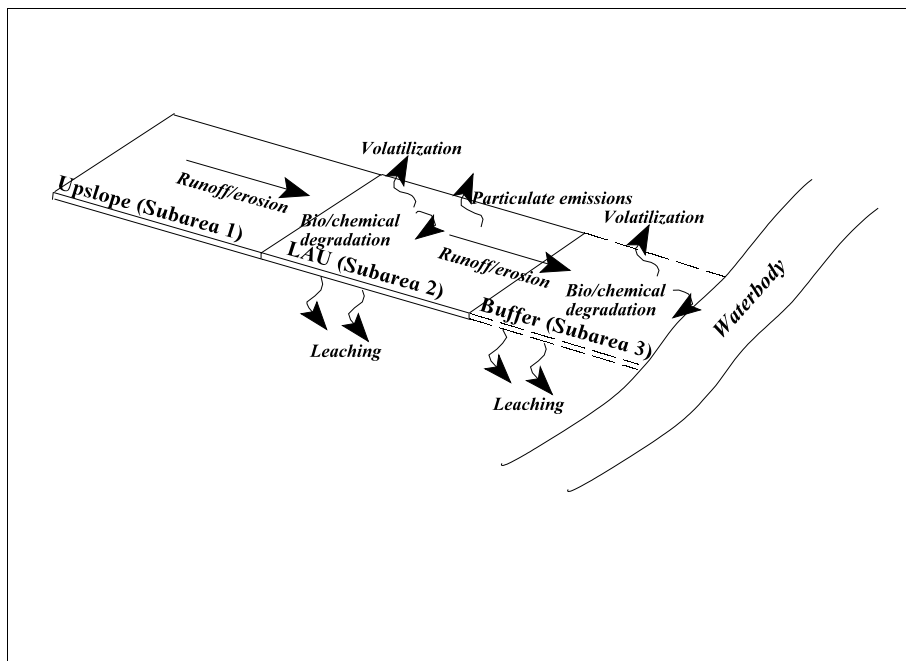 Volatilization
Runoff/erosion
Upslope (Subarea 1)
Particulate emissions
Volatilization
Bio/chemical
degradation
Runoff/erosion
LAU (Subarea 2)
Bio/chemical
degradation
Buffer (Subarea 3)
Waterbody
Leaching
Leaching